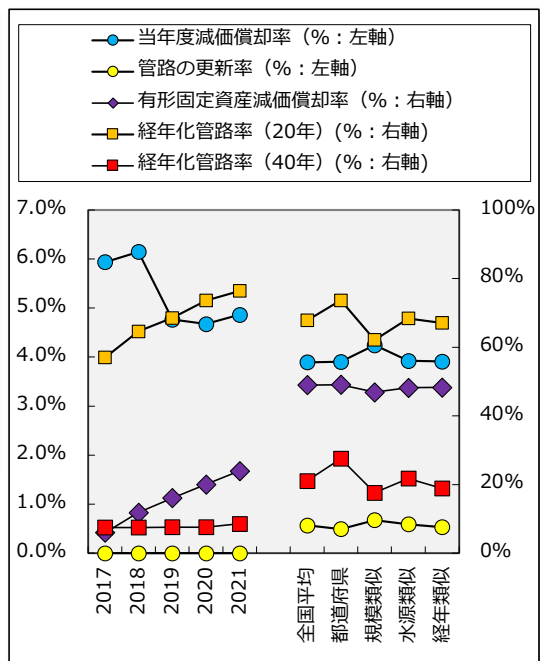 当年度減価償却率（%：左軸）
管路の更新率（%：左軸）
有形固定資産減価償却率（%：右軸）
経年化管路率（20年）(%：右軸)
経年化管路率（40年）(%：右軸)
7.0%
6.0%
5.0%
4.0%
3.0%
2.0%
1.0%
0.0%
100%
80%
60%
40%
20%
0%
2017
2018
2019
2020
2021
全国平均
都道府県
規模類似
水源類似
経年類似